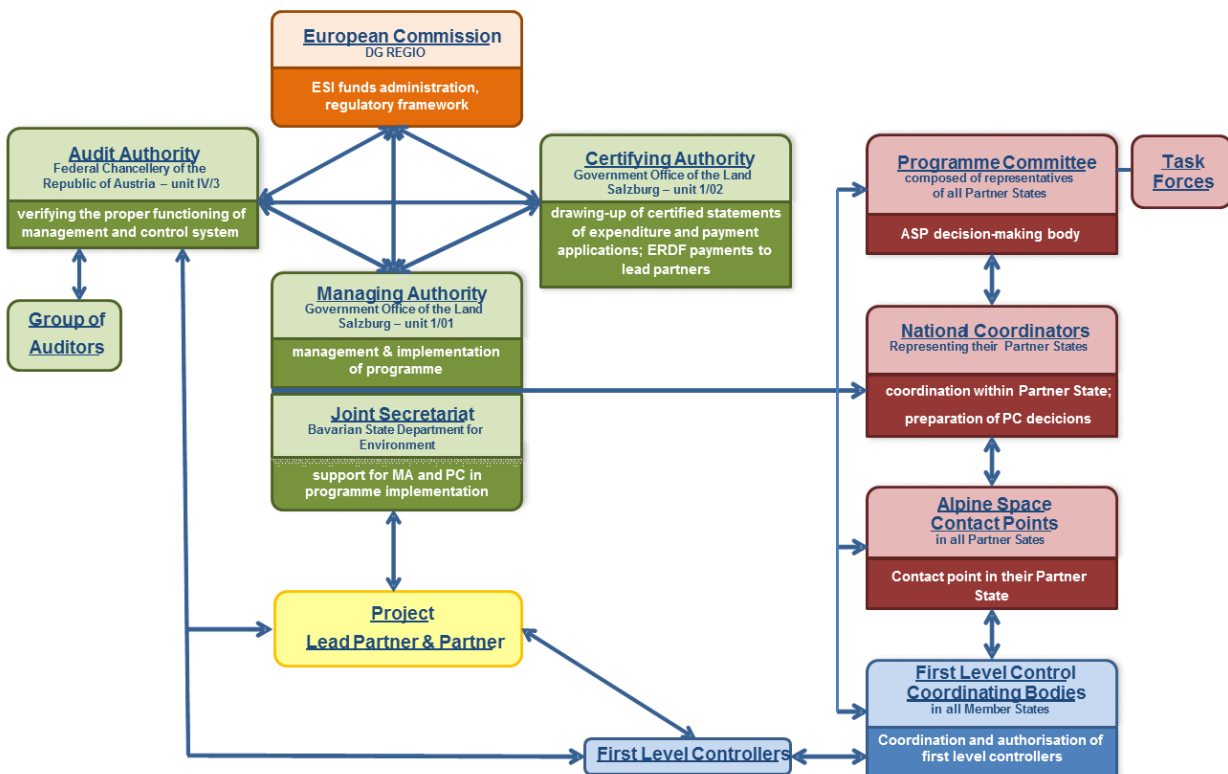 European Commission
DG REGIO
ESI funds administration,
regulatory framework
Audit Authority
Federal Chancellery of the
Republic of Austria – unit IV/3
verifying the proper functioning of
management and control system
Group of
Auditors
Certifying Authority
Government Office of the Land
Salzburg – unit 1/02
drawing-up of certified statements
of expenditure and payment
applications; ERDF payments to
lead partners
Managing Authority
Government Office of the Land
Salzburg – unit 1/01
management & implementation
of programme
Joint Secretariat
Bavarian State Department for
Environment
support for MA and PC in
programme implementation
Project
Lead Partner & Partner
First Level Controllers
Programme Committee
composed of representatives
of all Partner States
ASP decision-making body
Task
Forces
National Coordinators
Representing their Partner States
coordination within Partner State;
preparation of PC decicions
Alpine Space
Contact Points
in all Partner Sates
Contact point in their Partner
State
First Level Control
Coordinating Bodies
in all Member States
Coordination and authorisation of
first level controllers